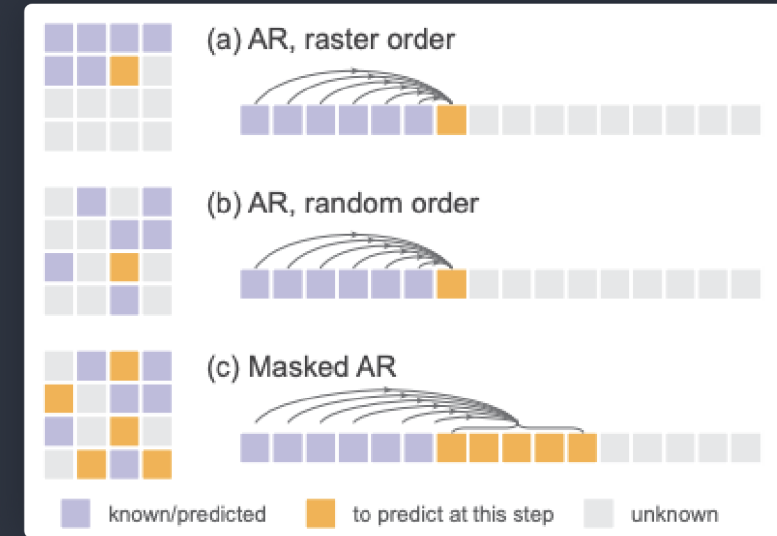 (a) AR, raster order
(b) AR, random order
(c) Masked AR
known/predicted to predict at this step unknown